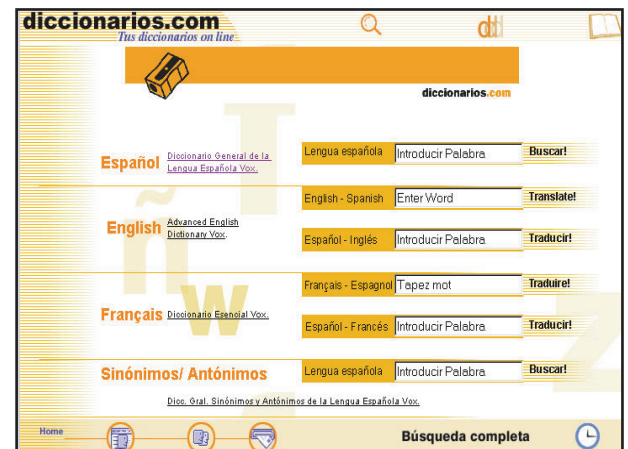 diccionarios.com
Tus diccionarios on line
diccionarios.com
Español
Diccionario General de la
Lengua Española Vox.
Lengua española Introducir Palabra Buscar!
English
Advanced English
Dictionary Vox.
English - Spanish Enter Word Translate!
Español - Inglés Introducir Palabra Traducir!
Français
Diccionario Esencial Vox.
Français - Espagnol Tapez mot Traduire!
Español - Francés Introducir Palabra Traducir!
Sinónimos/ Antónimos
Lengua española Introducir Palabra Buscar!
Dicc. Gral. Sinónimos y Antónimos de la Lengua Española Vox.
Home
Búsqueda completa